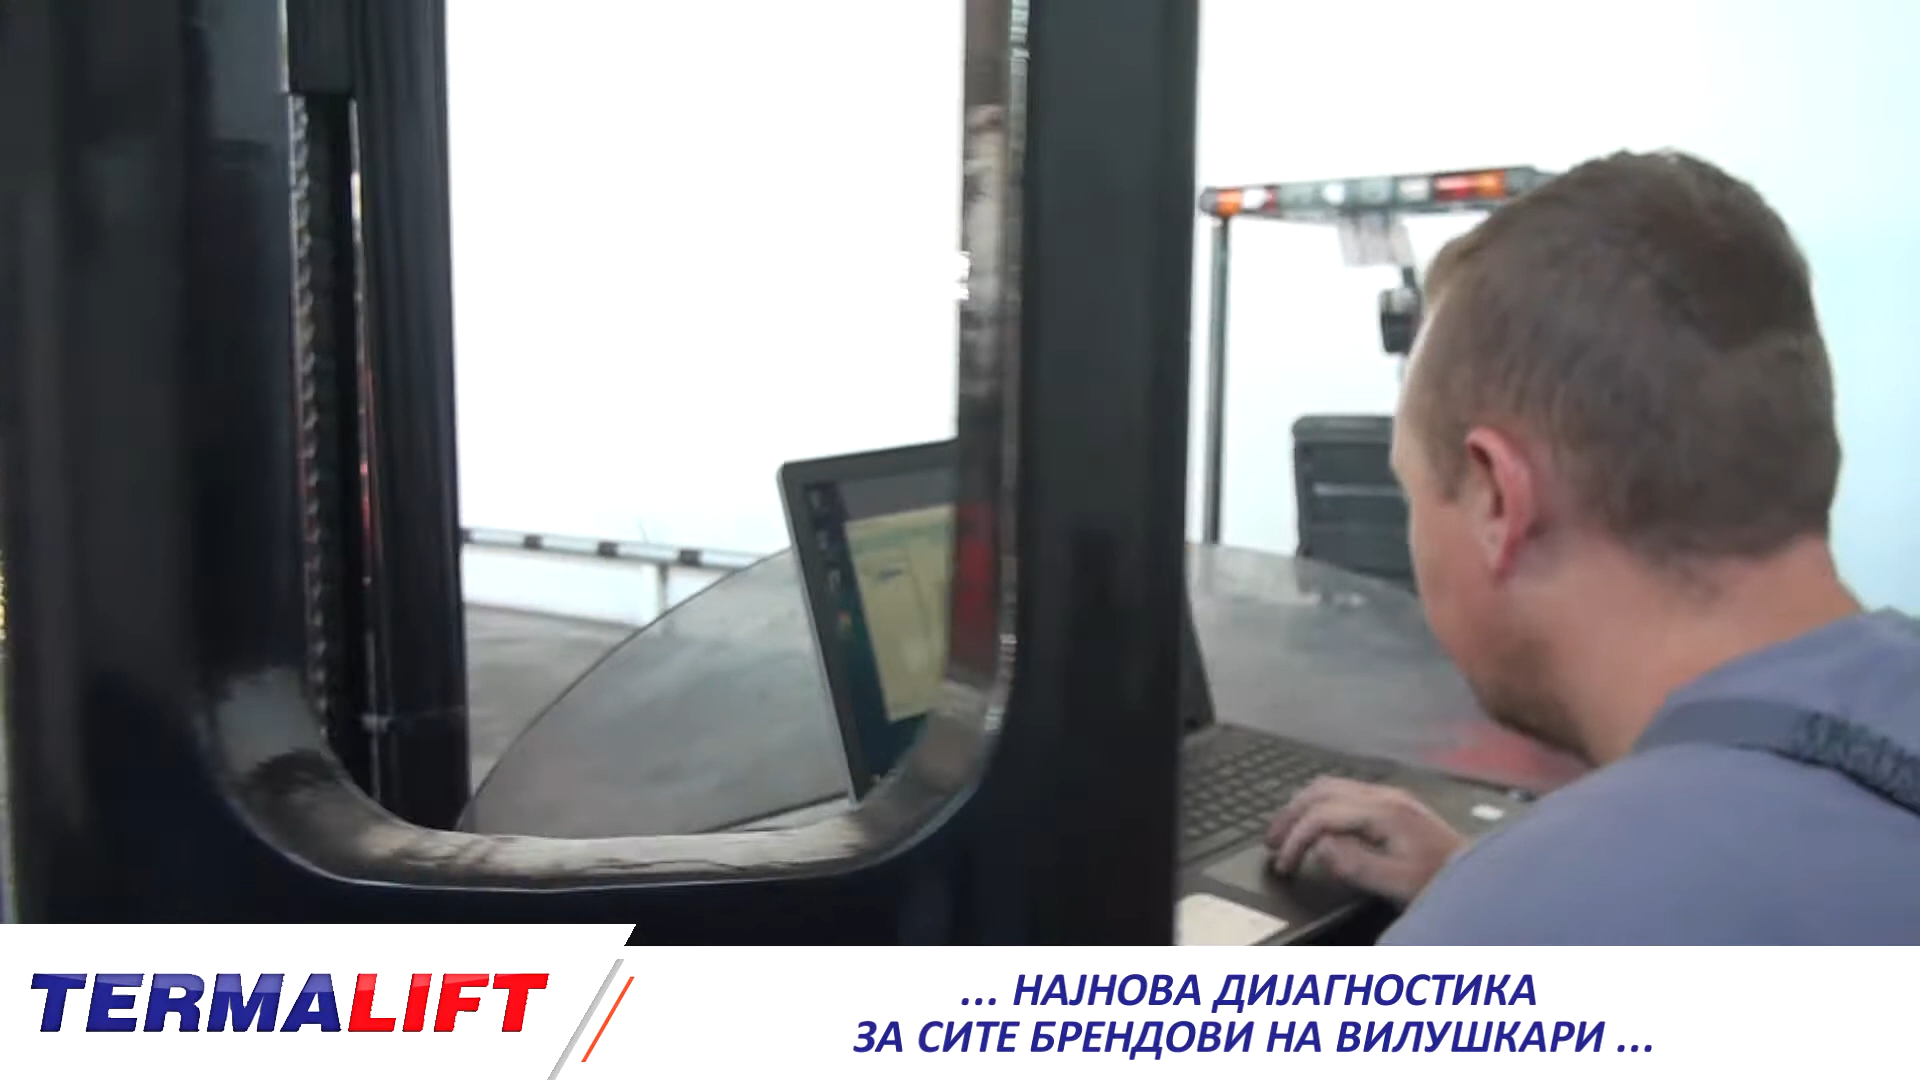 TERMALIFT
... НАЈНОВА ДИЈАГНОСТИКА
ЗА СИТЕ БРЕНДОВИ НА ВИЛУШКАРИ ...